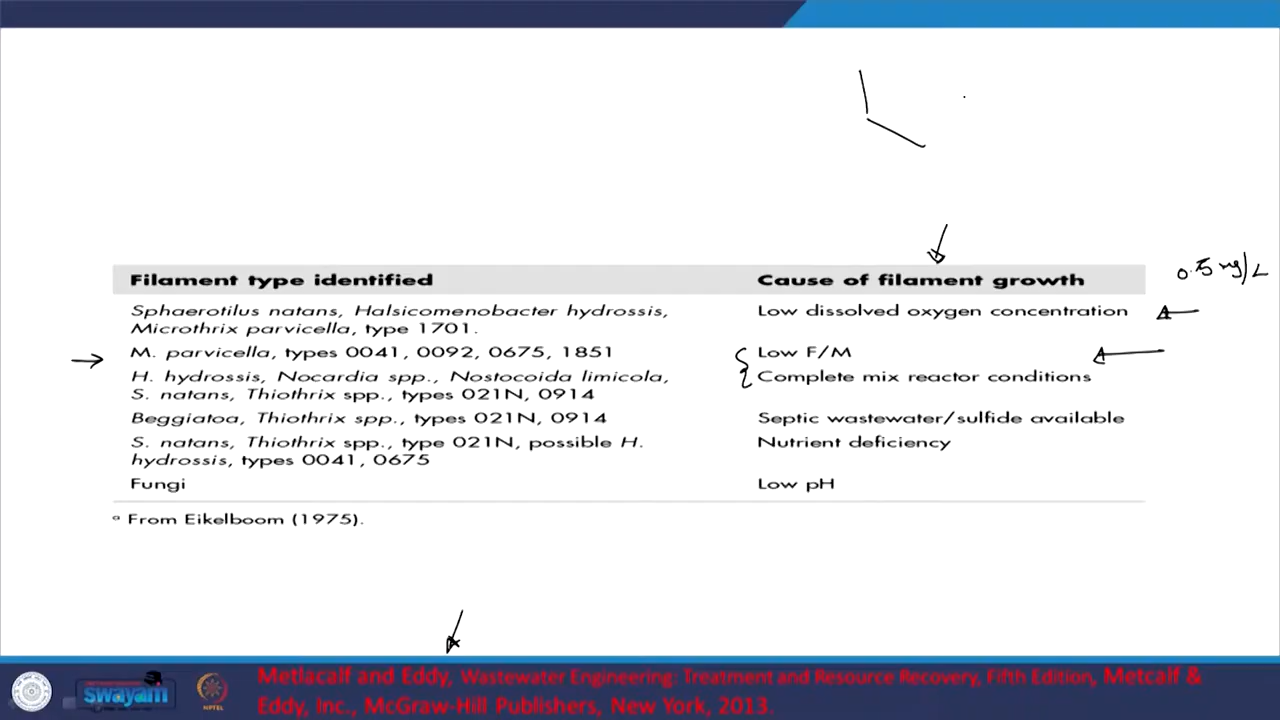 0.5 mg/L
Filament type identified Cause of filament growth
Sphaerotilus natans, Halsicomenobacter hydrossis, Low dissolved oxygen concentration
Microthrix parvicella, type 1701.
M. parvicella, types 0041, 0092, 0675, 1851 Low F/M
H. hydrossis, Nocardia spp., Nostocoida limicola, Complete mix reactor conditions
S. natans, Thiothrix spp., types 021N, 0914
Beggiatoa, Thiothrix spp., types 021N, 0914 Septic wastewater/sulfide available
S. natans, Thiothrix spp., type 021N, possible H. Nutrient deficiency
hydrossis, types 0041, 0675
Fungi Low pH
a From Eikelboom (1975).
Metlacalf and Eddy, Wastewater Engineering: Treatment and Resource Recovery, Fifth Edition, Metcalf &
Eddy, Inc., McGraw-Hill Publishers, New York, 2013.
swayam
NPTEL